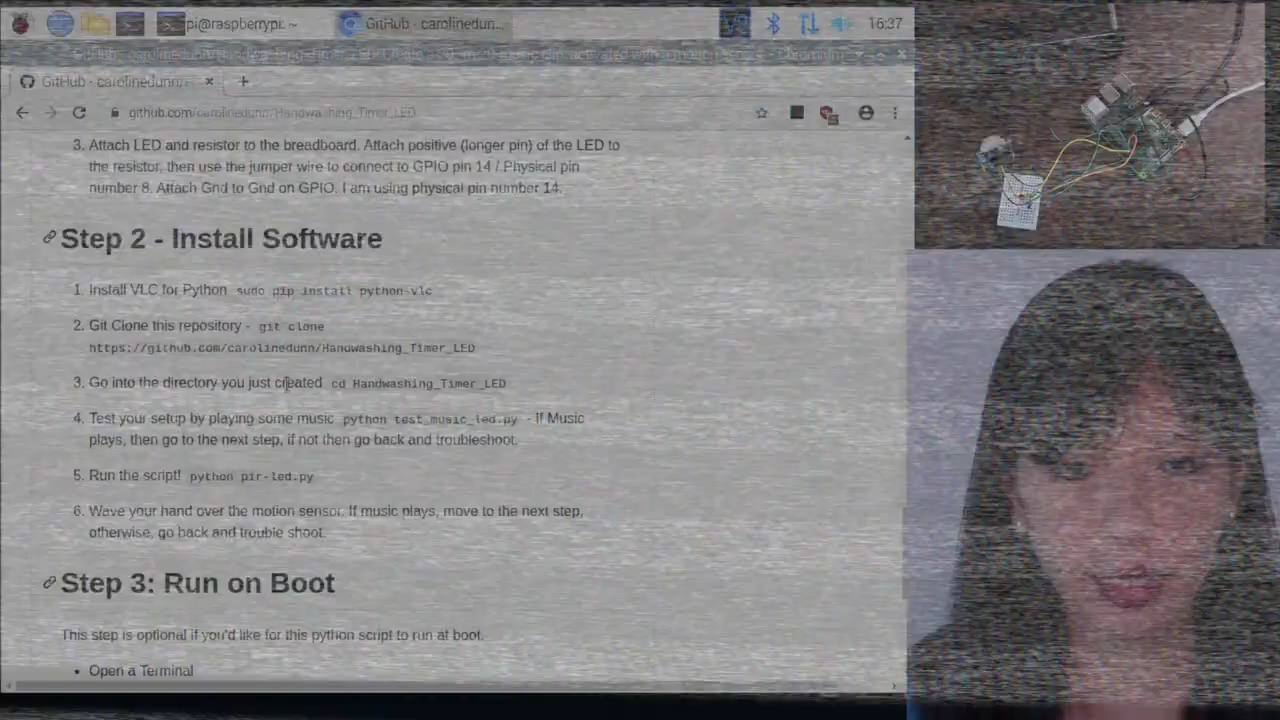 pi@raspberrypi: ~
GitHub - carolinedun...
16:37
GitHub - carolinedunn/
github.com/carolinedunn/Handwashing_Timer_LED
3. Attach LED and resistor to the breadboard. Attach positive (longer pin) of the LED to
the resistor, then use the jumper wire to connect to GPIO pin 14 / Physical pin
number 8. Attach Gnd to Gnd on GPIO. I am using physical pin number 14.
Step 2 - Install Software
1. Install VLC for Python sudo pip install python-vlc
2. Git Clone this repository - git clone
https://github.com/carolinedunn/Handwashing_Timer_LED
3. Go into the directory you just created cd Handwashing_Timer_LED
4. Test your setup by playing some music python test_music_led.py - If Music
plays, then go to the next step, if not then go back and troubleshoot.
5. Run the script! python pir-led.py
6. Wave your hand over the motion sensor. If music plays, move to the next step,
otherwise, go back and trouble shoot.
Step 3: Run on Boot
This step is optional if you'd like for this python script to run at boot.
• Open a Terminal